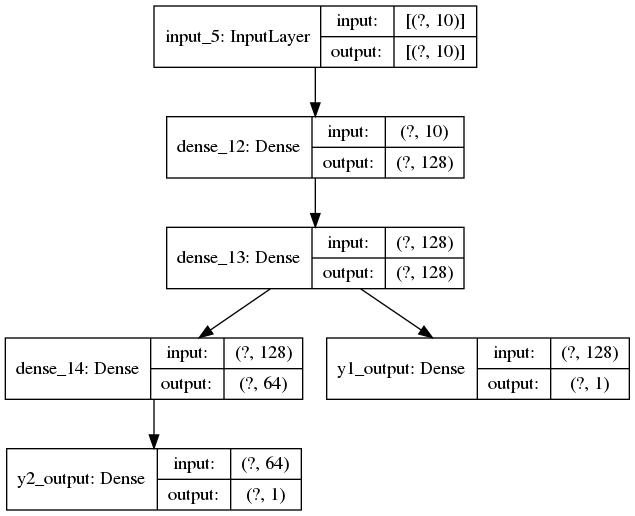 input_5: InputLayer
input: [(?, 10)]
output: [(?, 10)]
dense_12: Dense
input: (?, 10)
output: (?, 128)
dense_13: Dense
input: (?, 128)
output: (?, 128)
dense_14: Dense
input: (?, 128)
output: (?, 64)
y1_output: Dense
input: (?, 128)
output: (?, 1)
y2_output: Dense
input: (?, 64)
output: (?, 1)